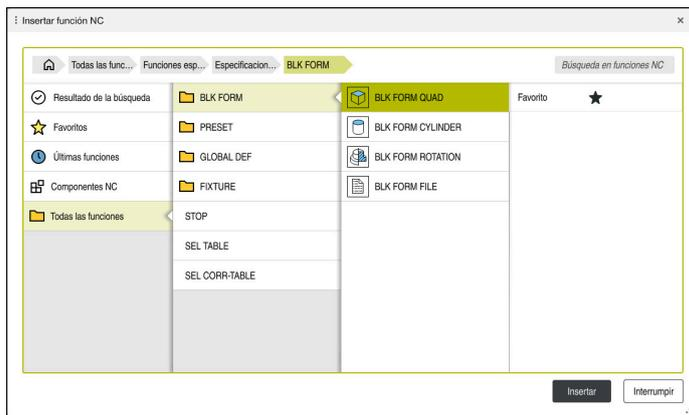 Insertar función NC
Todas las func... Funciones esp... Especificacion... BLK FORM
Búsqueda en funciones NC
Resultado de la búsqueda
Favoritos
Últimas funciones
Componentes NC
Todas las funciones
BLK FORM
PRESET
GLOBAL DEF
FIXTURE
STOP
SEL TABLE
SEL CORR-TABLE
BLK FORM QUAD
BLK FORM CYLINDER
BLK FORM ROTATION
BLK FORM FILE
Favorito
Insertar
Interrumpir